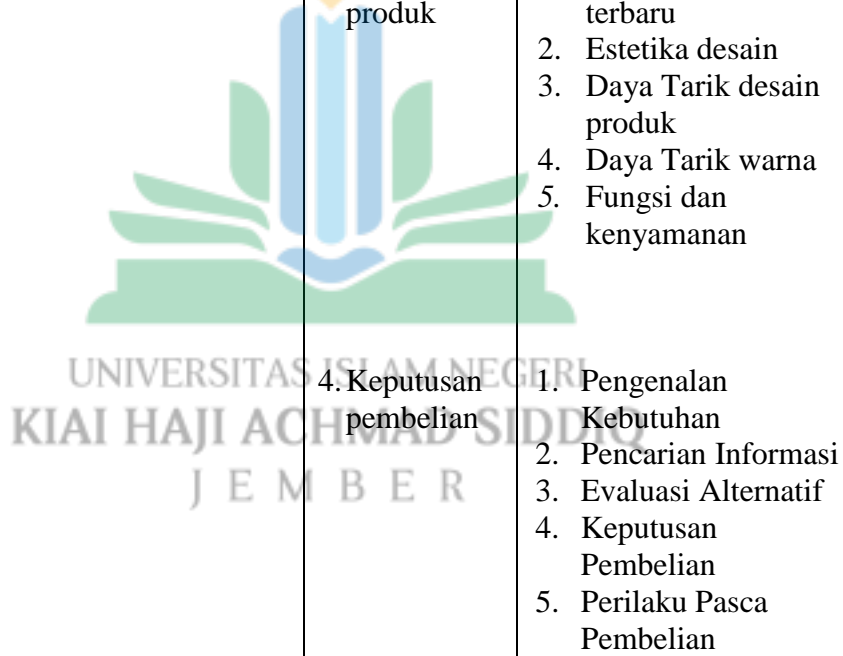 produk
terbaru
2. Estetika desain
3. Daya Tarik desain
produk
4. Daya Tarik warna
5. Fungsi dan
kenyamanan
UNIVERSITAS ISLAM NEGERI
KIAI HAJI ACHMAD SIDDIQ
JEMBER
4. Keputusan
pembelian
1. Pengenalan
Kebutuhan
2. Pencarian Informasi
3. Evaluasi Alternatif
4. Keputusan
Pembelian
5. Perilaku Pasca
Pembelian